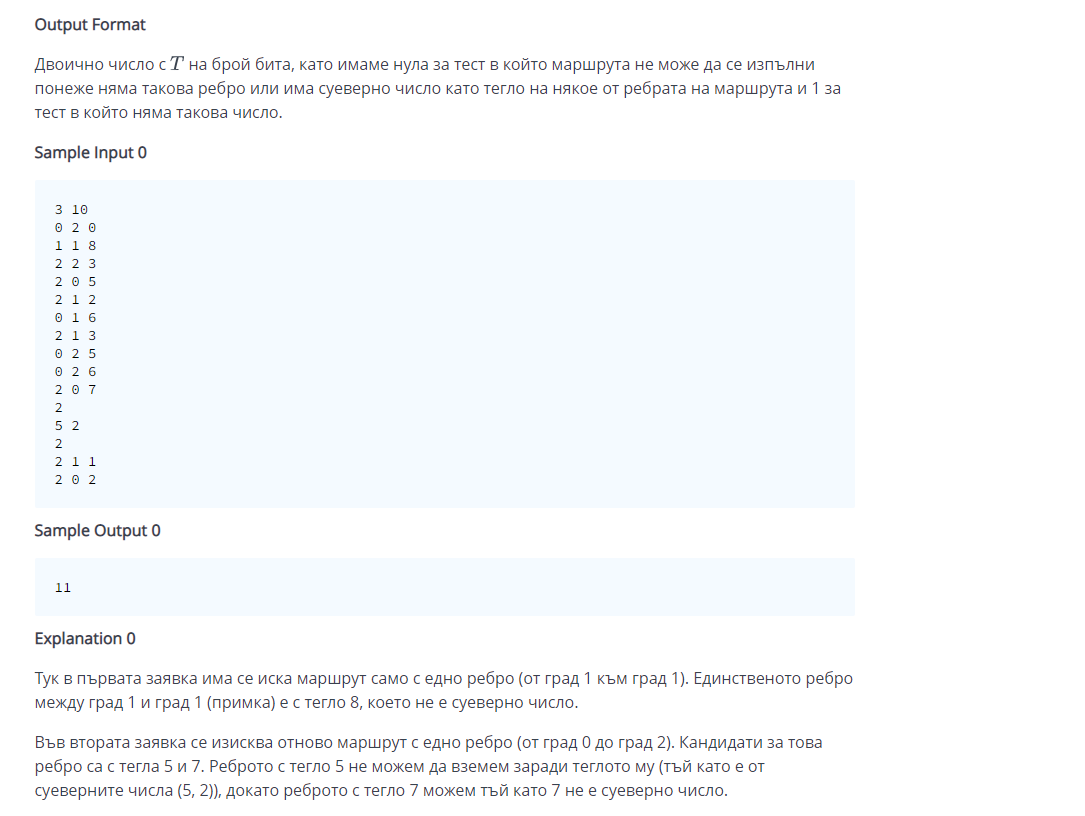 Output Format
Двоично число с T на брой бита, като имаме нула за тест в който маршрута не може да се изпълни
понеже няма такова ребро или има суеверно число като тегло на някое от ребрата на маршрута и 1 за
тест в който няма такова число.
Sample Input 0
3 10
0 2 0
1 1 8
2 2 3
2 0 5
2 1 2
0 1 6
2 1 3
0 2 5
0 2 6
2 0 7
2
5 2
2
2 1 1
2 0 2
Sample Output 0
11
Explanation 0
Тук в първата заявка има се иска маршрут само с едно ребро (от град 1 към град 1). Единственото ребро
между град 1 и град 1 (примка) е с тегло 8, което не е суеверно число.
Във втората заявка се изисква отново маршрут с едно ребро (от град 0 до град 2). Кандидати за това
ребро са с тегла 5 и 7. Реброто с тегло 5 не можем да вземем заради теглото му (тъй като е от
суеверните числа (5, 2)), докато реброто с тегло 7 можем тъй като 7 не е суеверно число.